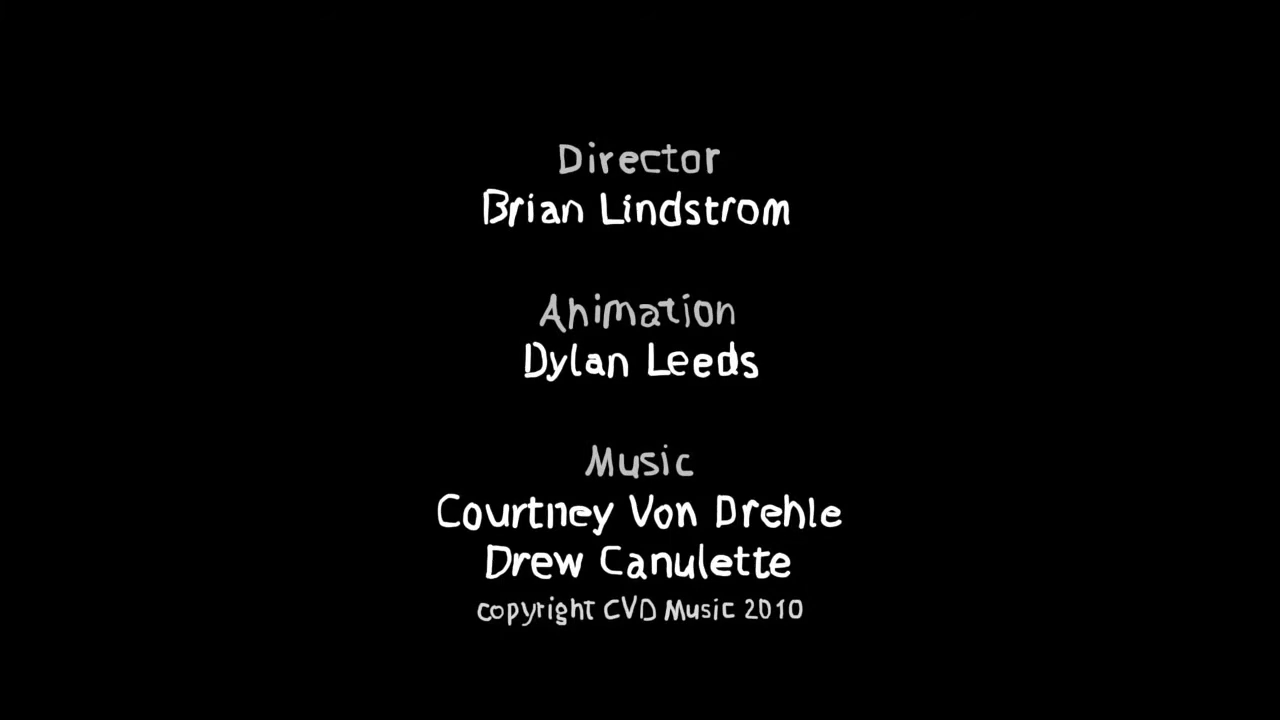 Director
Brian Lindstrom
Animation
Dylan Leeds
Music
Courtney Von Drehle
Drew Canulette
copyright CVD Music 2010